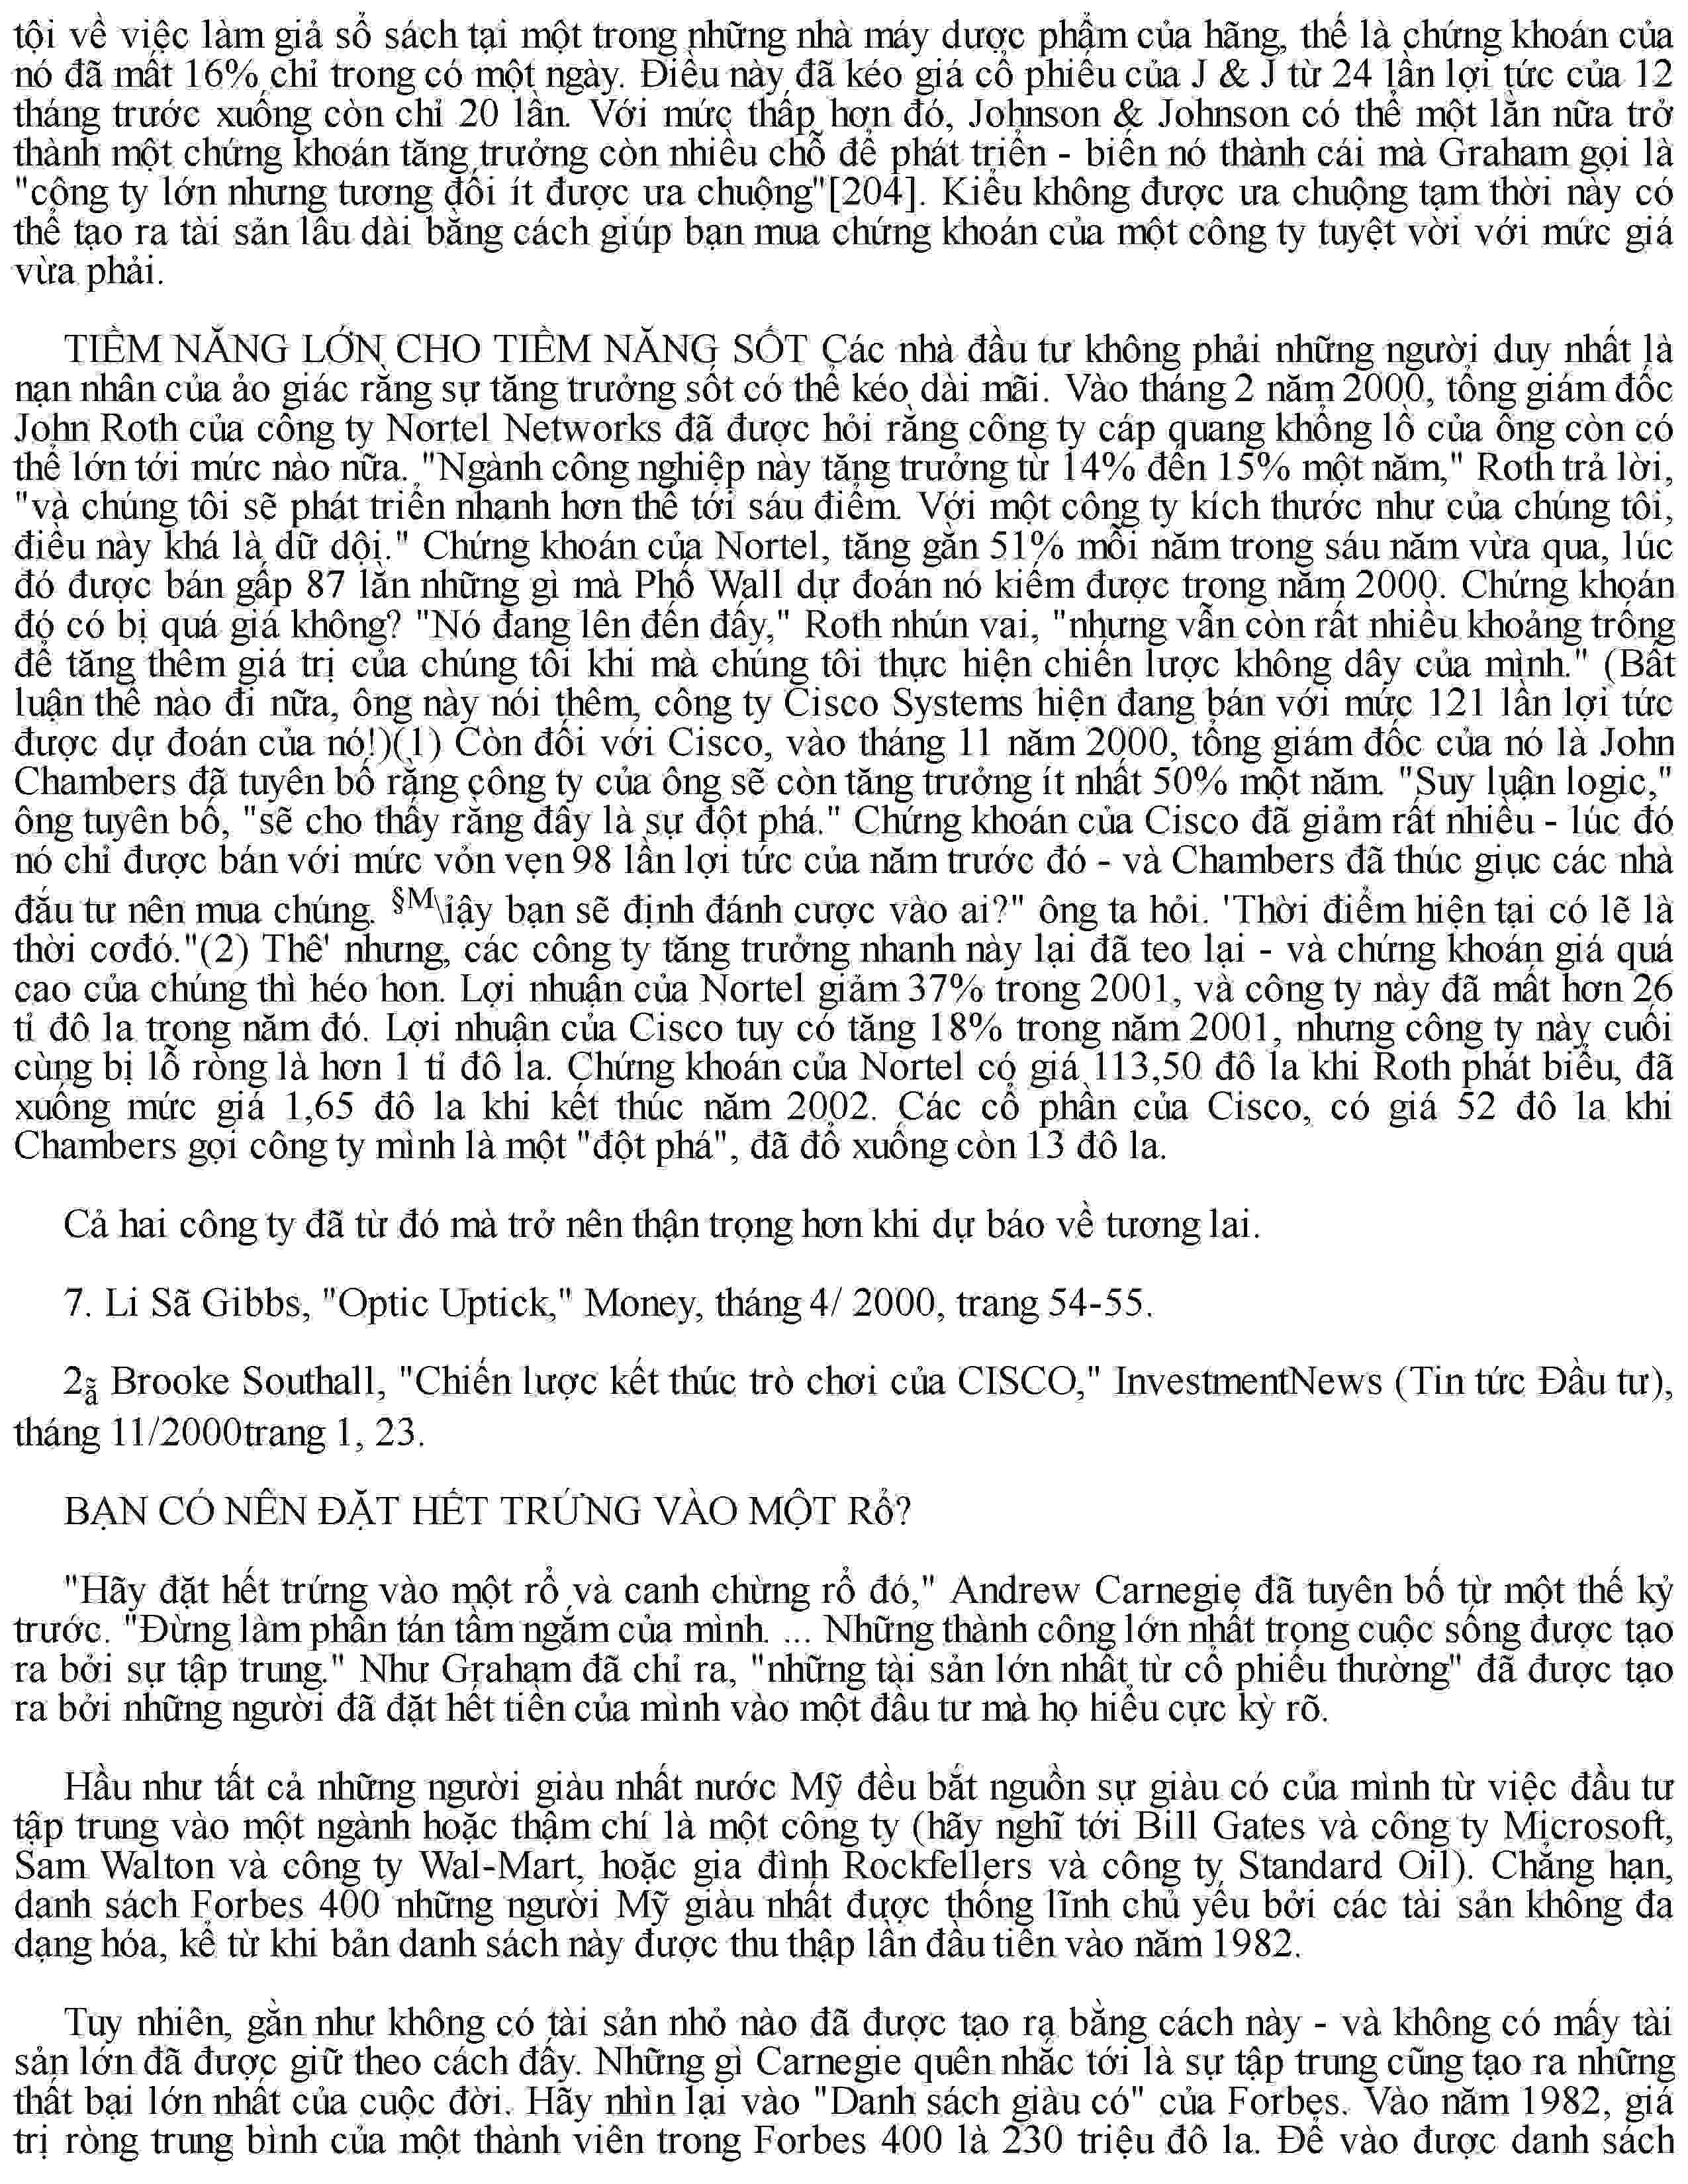 tội về việc làm giả sổ sách tại một trong những nhà máy dược phẩm của hãng, thế là chứng khoán của
nó đã mất 16% chỉ trong có một ngày. Điều này đã kéo giá cổ phiếu của J & J từ 24 lần lợi tức của 12
tháng trước xuống còn chỉ 20 lần. Với mức thấp hơn đó, Johnson & Johnson có thể một lần nữa trở
thành một chứng khoán tăng trưởng còn nhiều chỗ để phát triển - biến nó thành cái mà Graham gọi là
"công ty lớn nhưng tương đối ít được ưa chuộng"[204]. Kiểu không được ưa chuộng tạm thời này có
thể tạo ra tài sản lâu dài bằng cách giúp bạn mua chứng khoán của một công ty tuyệt vời với mức giá
vừa phải.
TIỀM NĂNG LỚN CHO TIỀM NĂNG SỐT Các nhà đầu tư không phải những người duy nhất là
nạn nhân của ảo giác rằng sự tăng trưởng sốt có thể kéo dài mãi. Vào tháng 2 năm 2000, tổng giám đốc
John Roth của công ty Nortel Networks đã được hỏi rằng công ty cáp quang khổng lồ của ông còn có
thể lớn tới mức nào nữa. "Ngành công nghiệp này tăng trưởng từ 14% đến 15% một năm," Roth trả lời,
"và chúng tôi sẽ phát triển nhanh hơn thế tới sáu điểm. Với một công ty kích thước như của chúng tôi,
điều này khá là dữ dội." Chứng khoán của Nortel, tăng gần 51% mỗi năm trong sáu năm vừa qua, lúc
đó được bán gấp 87 lần những gì mà Phố Wall dự đoán nó kiếm được trong năm 2000. Chứng khoán
đó có bị quá giá không? "Nó đang lên đến đấy," Roth nhún vai, "nhưng vẫn còn rất nhiều khoảng trống
để tăng thêm giá trị của chúng tôi khi mà chúng tôi thực hiện chiến lược không dây của mình." (Bất
luận thế nào đi nữa, ông này nói thêm, công ty Cisco Systems hiện đang bán với mức 121 lần lợi tức
được dự đoán của nó!)(1) Còn đối với Cisco, vào tháng 11 năm 2000, tổng giám đốc của nó là John
Chambers đã tuyên bố rằng công ty của ông sẽ còn tăng trưởng ít nhất 50% một năm. "Suy luận logic,"
ông tuyên bố, "sẽ cho thấy rằng đây là sự đột phá." Chứng khoán của Cisco đã giảm rất nhiều - lúc đó
nó chỉ được bán với mức vỏn vẹn 98 lần lợi tức của năm trước đó - và Chambers đã thúc giục các nhà
đầu tư nên mua chúng. §M\iậy bạn sẽ định đánh cược vào ai?" ông ta hỏi. 'Thời điểm hiện tại có lẽ là
thời cơđó."(2) Thê' nhưng, các công ty tăng trưởng nhanh này lại đã teo lại - và chứng khoán giá quá
cao của chúng thì héo hon. Lợi nhuận của Nortel giảm 37% trong 2001, và công ty này đã mất hơn 26
tỉ đô la trong năm đó. Lợi nhuận của Cisco tuy có tăng 18% trong năm 2001, nhưng công ty này cuối
cùng bị lỗ ròng là hơn 1 tỉ đô la. Chứng khoán của Nortel có giá 113,50 đô la khi Roth phát biểu, đã
xuống mức giá 1,65 đô la khi kết thúc năm 2002. Các cổ phần của Cisco, có giá 52 đô la khi
Chambers gọi công ty mình là một "đột phá", đã đổ xuống còn 13 đô la.
Cả hai công ty đã từ đó mà trở nên thận trọng hơn khi dự báo về tương lai.
7. Li Sã Gibbs, "Optic Uptick," Money, tháng 4/ 2000, trang 54-55.
2ẵ Brooke Southall, "Chiến lược kết thúc trò chơi của CISCO," InvestmentNews (Tin tức Đầu tư),
tháng 11/2000trang 1, 23.
BẠN CÓ NÊN ĐẶT HẾT TRỨNG VÀO MỘT Rổ?
"Hãy đặt hết trứng vào một rổ và canh chừng rổ đó," Andrew Carnegie đã tuyên bố từ một thế kỷ
trước. "Đừng làm phân tán tầm ngắm của mình. ... Những thành công lớn nhất trong cuộc sống được tạo
ra bởi sự tập trung." Như Graham đã chỉ ra, "những tài sản lớn nhất từ cổ phiếu thường" đã được tạo
ra bởi những người đã đặt hết tiền của mình vào một đầu tư mà họ hiểu cực kỳ rõ.
Hầu như tất cả những người giàu nhất nước Mỹ đều bắt nguồn sự giàu có của mình từ việc đầu tư
tập trung vào một ngành hoặc thậm chí là một công ty (hãy nghĩ tới Bill Gates và công ty Microsoft,
Sam Walton và công ty Wal-Mart, hoặc gia đình Rockfellers và công ty Standard Oil). Chẳng hạn,
danh sách Forbes 400 những người Mỹ giàu nhất được thống lĩnh chủ yếu bởi các tài sản không đa
dạng hóa, kể từ khi bản danh sách này được thu thập lần đầu tiên vào năm 1982.
Tuy nhiên, gần như không có tài sản nhỏ nào đã được tạo ra bằng cách này - và không có mấy tài
sản lớn đã được giữ theo cách đấy. Những gì Carnegie quên nhắc tới là sự tập trung cũng tạo ra những
thất bại lớn nhất của cuộc đời. Hãy nhìn lại vào "Danh sách giàu có" của Forbes. Vào năm 1982, giá
trị ròng trung bình của một thành viên trong Forbes 400 là 230 triệu đô la. Để vào được danh sách